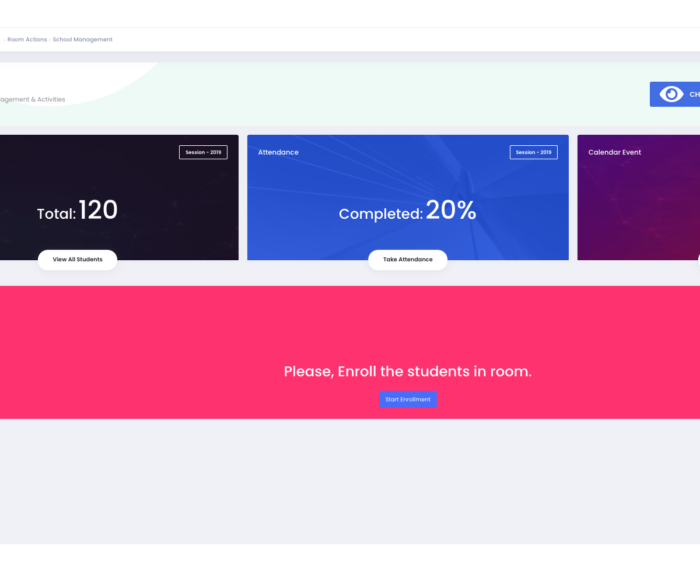 Room Actions School Management
agement & Activities
CH
Session - 2019
Total: 120
View All Students
Attendance
Session - 2019
Completed: 20%
Take Attendance
Calendar Event
Please, Enroll the students in room.
Start Enrollment